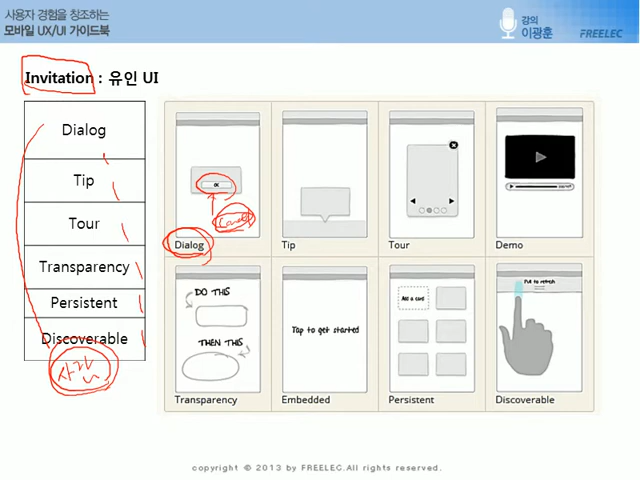 사용자 경험을 창조하는
모바일 UX/UI 가이드북
강의
이광훈
FREELEC
Invitation : 유인 UI
Dialog
Tip
Tour
Transparency
Persistent
Discoverable
OK
Dialog
Tip
Tour
Demo
DO THIS
THEN THIS
Transparency
Tap to get started
Embedded
Add a card
Persistent
Pull to refresh
Discoverable
copyright © 2013 by FREELEC.All rights reserved.